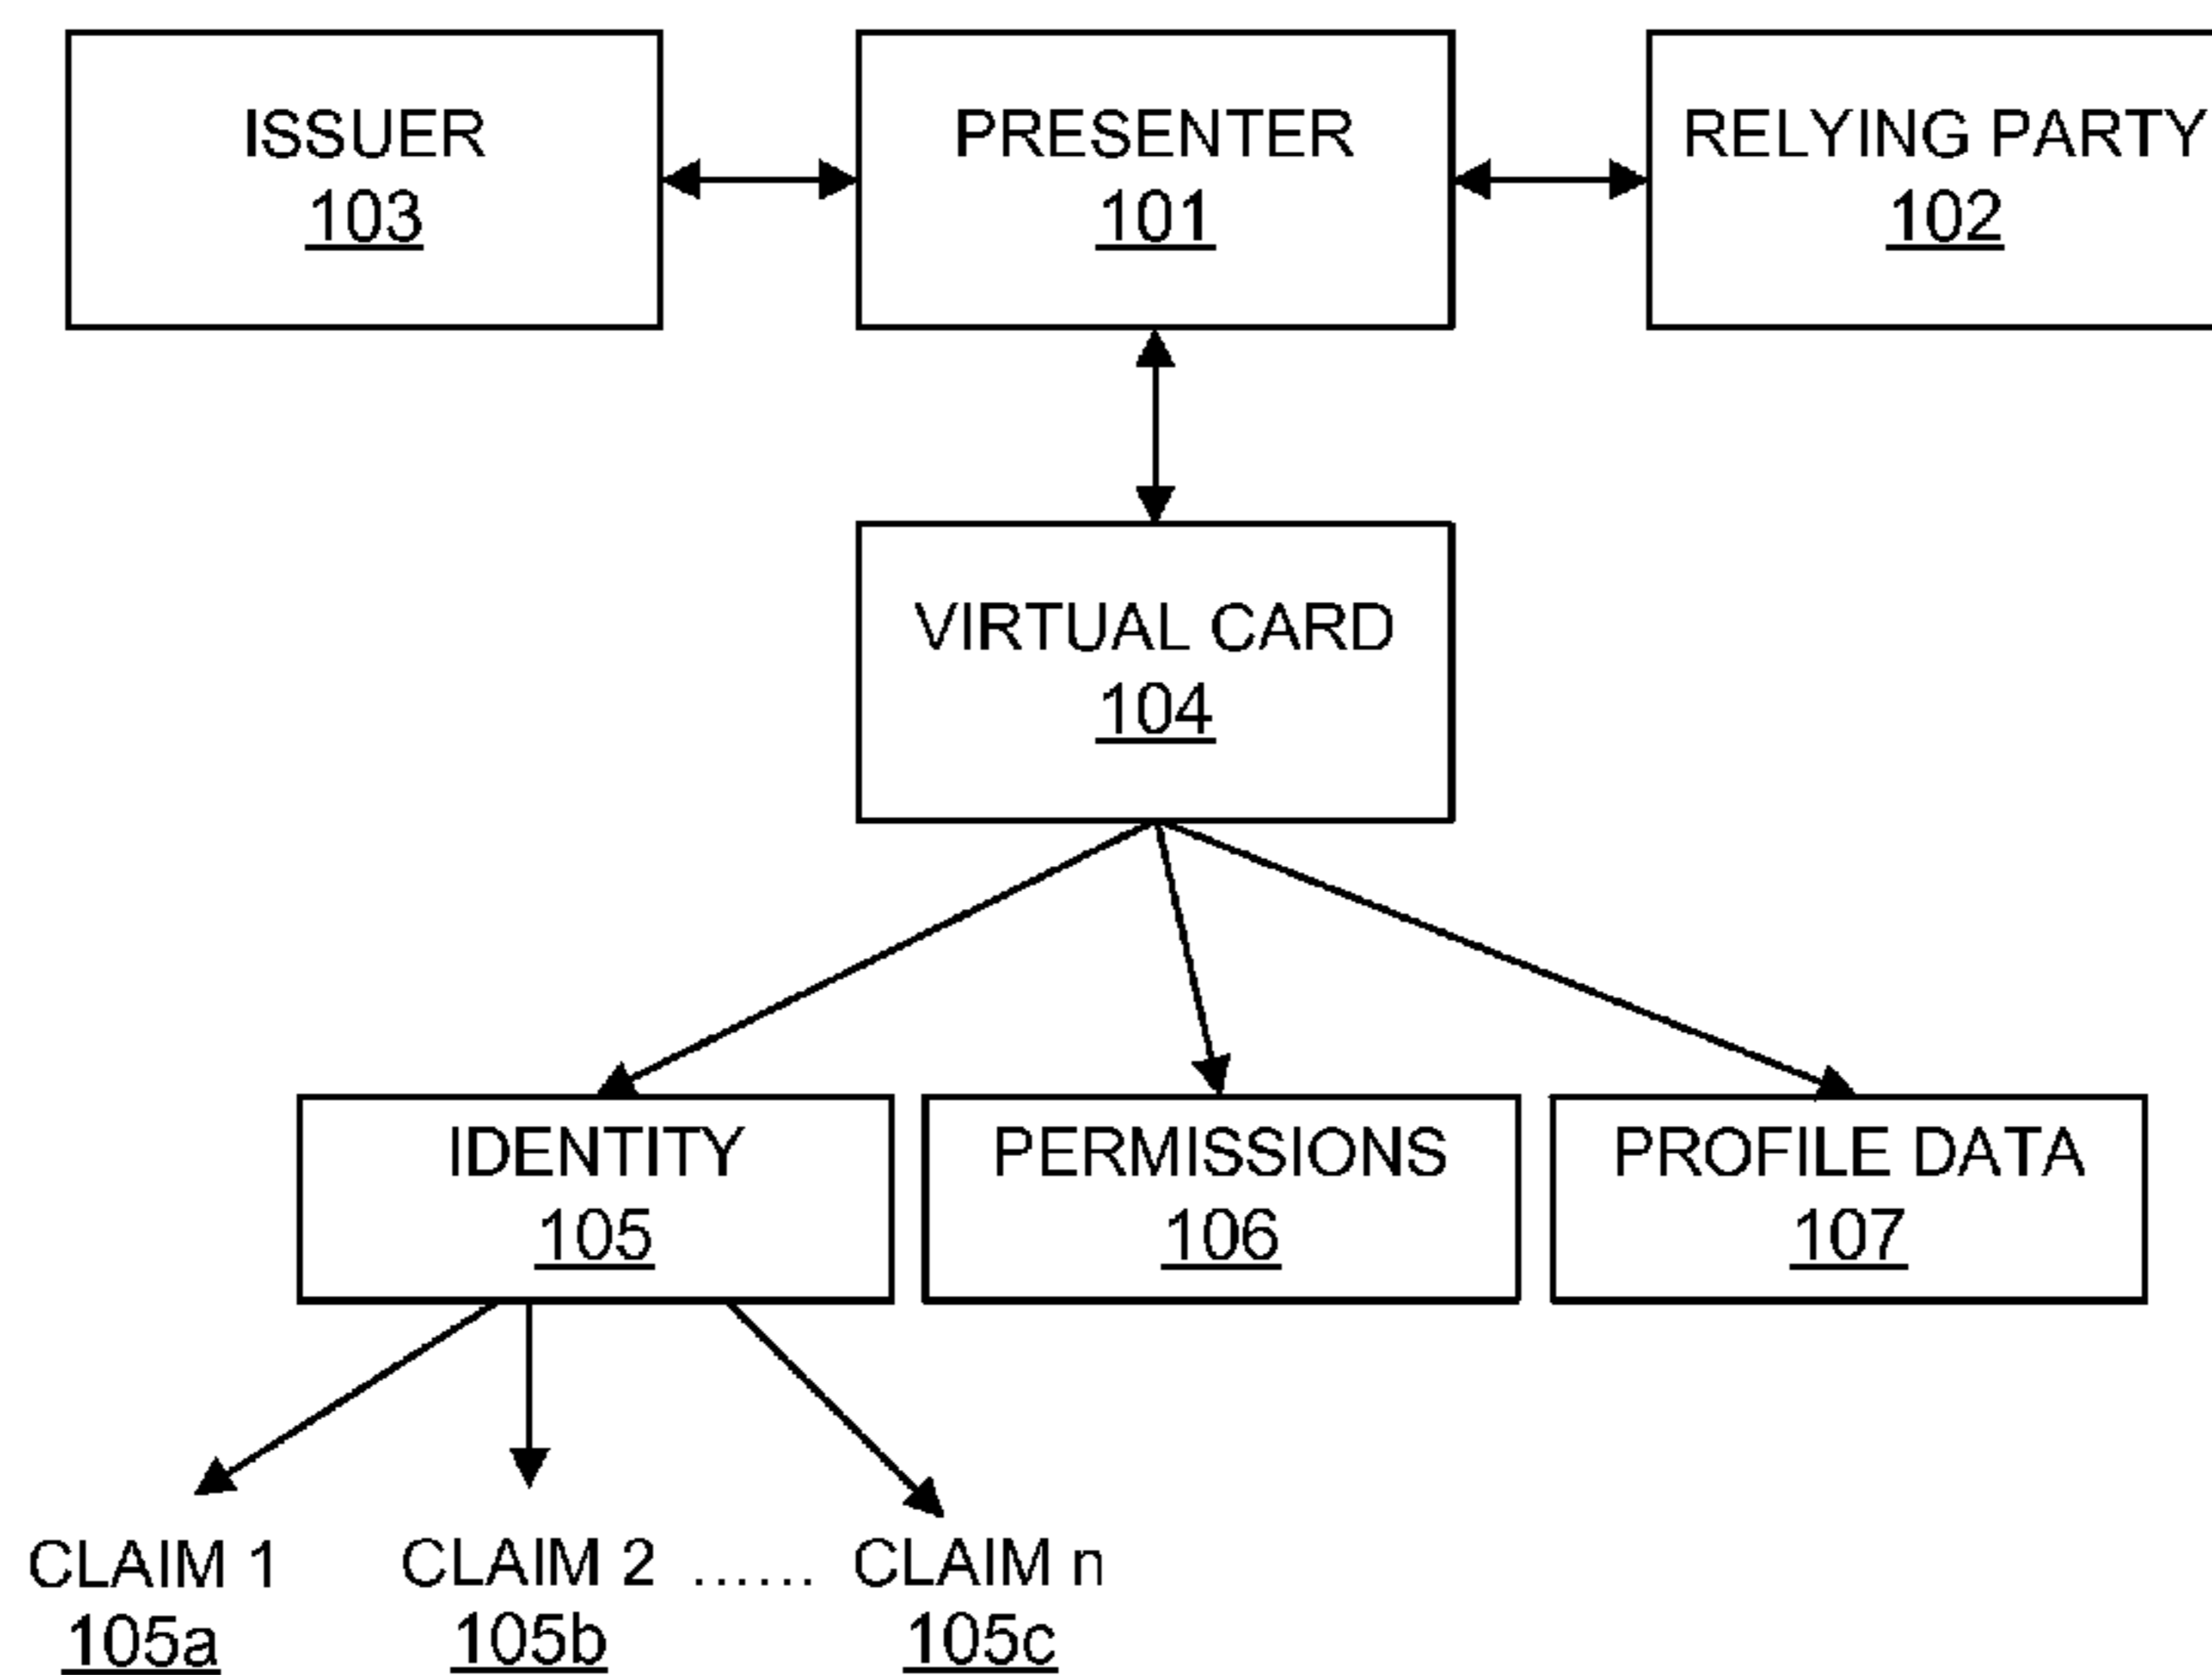 ISSUER
103
PRESENTER
101
RELYING PARTY
102
VIRTUAL CARD
104
IDENTITY
105
PERMISSIONS
106
PROFILE DATA
107
CLAIM 1
105a
CLAIM 2 ...... CLAIM n
105b
105c